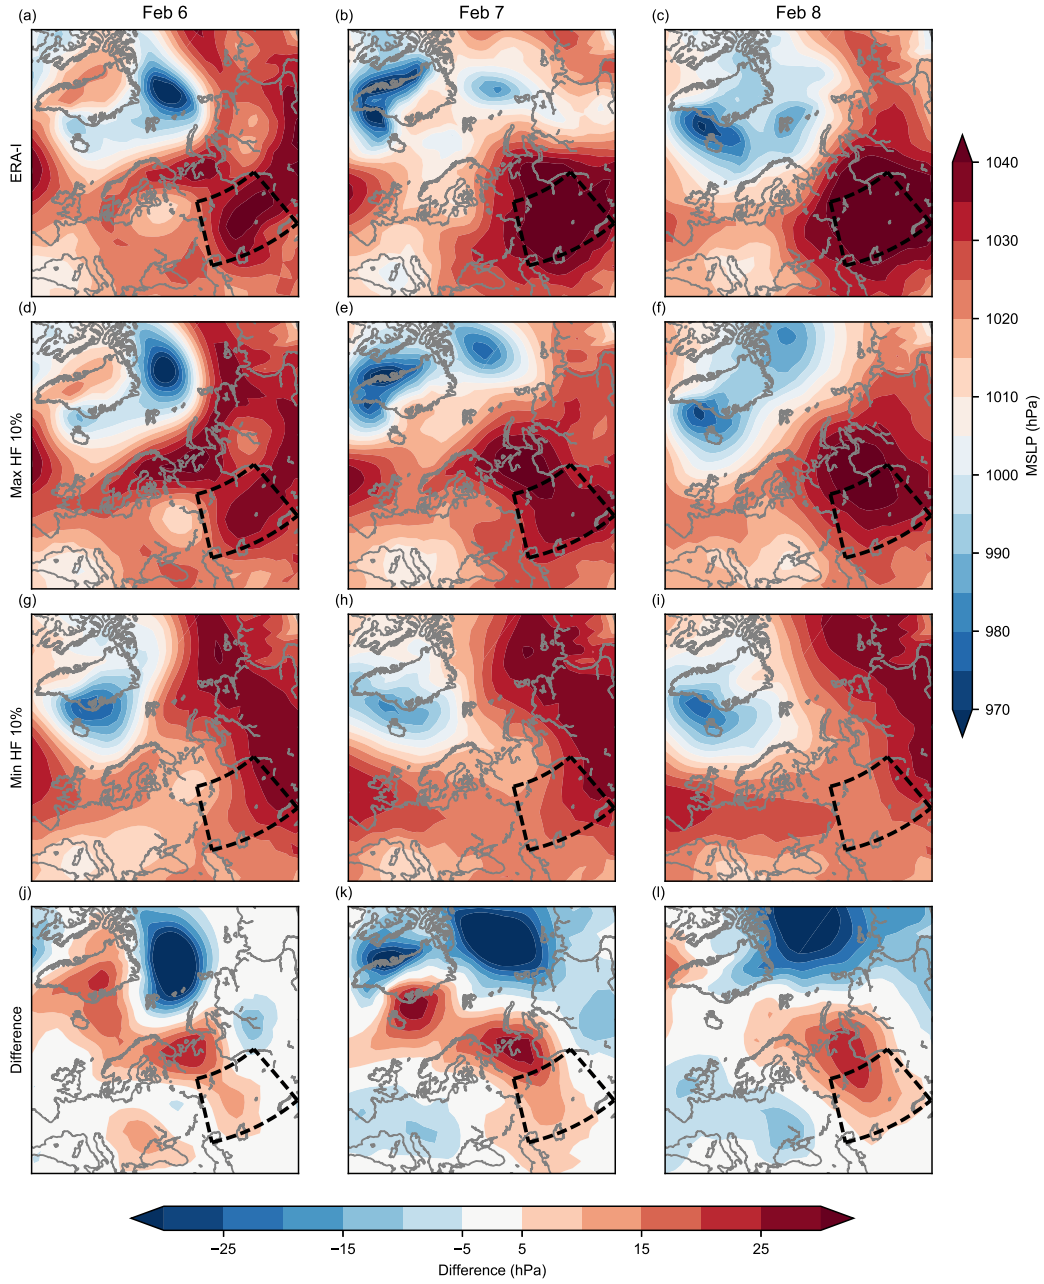 Feb 6
Feb 7
Feb 8
(a)
(b)
(c)
ERA-I
(d)
(e)
(f)
Max HF 10%
(g)
(h)
(i)
Min HF 10%
(j)
(k)
(l)
Difference
1040
1030
1020
1010
1000
990
980
970
MSLP (hPa)
−25
−15
−5
5
15
25
Difference (hPa)